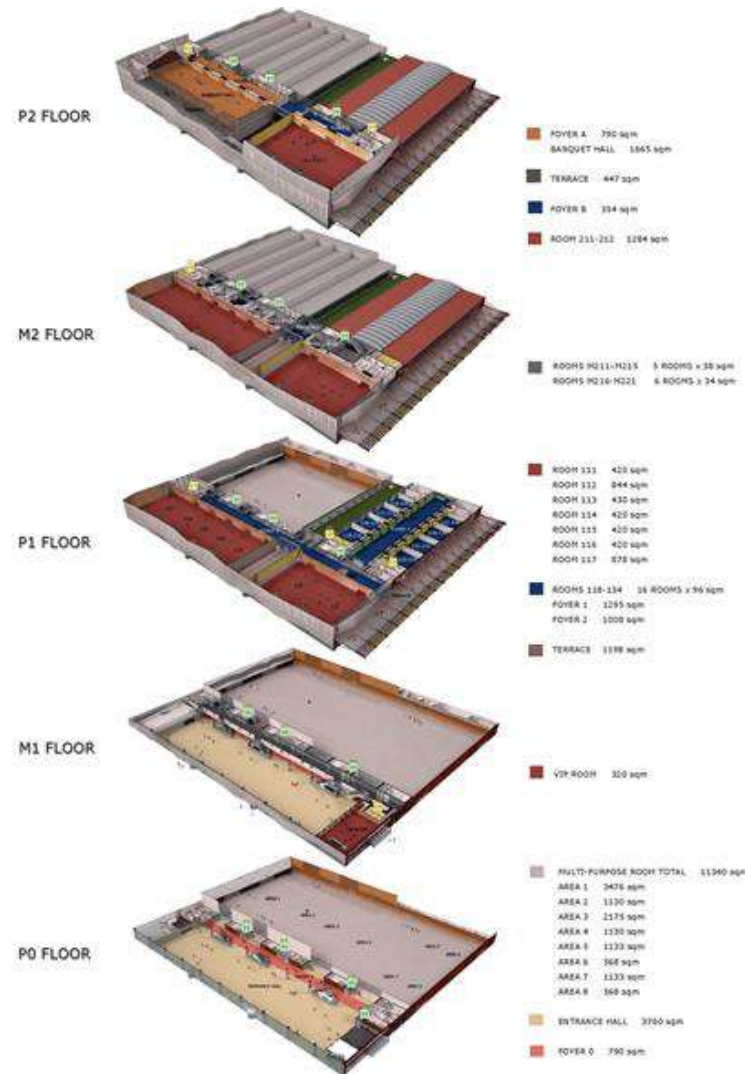 P2 FLOOR
FOYER A 790 sqm
BANQUET HALL 1865 sqm
TERRACE 447 sqm
FOYER B 354 sqm
ROOM 211-212 1284 sqm
M2 FLOOR
ROOMS M211-M215 5 ROOMS x 38 sqm
ROOMS M216-M221 6 ROOMS x 34 sqm
P1 FLOOR
ROOM 111 420 sqm
ROOM 112 844 sqm
ROOM 113 430 sqm
ROOM 114 420 sqm
ROOM 115 420 sqm
ROOM 116 420 sqm
ROOM 117 878 sqm
ROOMS 118-134 16 ROOMS x 96 sqm
FOYER 1 1295 sqm
FOYER 2 1008 sqm
TERRACE 1198 sqm
M1 FLOOR
VIP ROOM 320 sqm
P0 FLOOR
MULTI-PURPOSE ROOM TOTAL 11340 sqm
AREA 1 3476 sqm
AREA 2 1130 sqm
AREA 3 2175 sqm
AREA 4 1130 sqm
AREA 5 1133 sqm
AREA 6 368 sqm
AREA 7 1133 sqm
AREA 8 368 sqm
ENTRANCE HALL 3700 sqm
FOYER 0 790 sqm